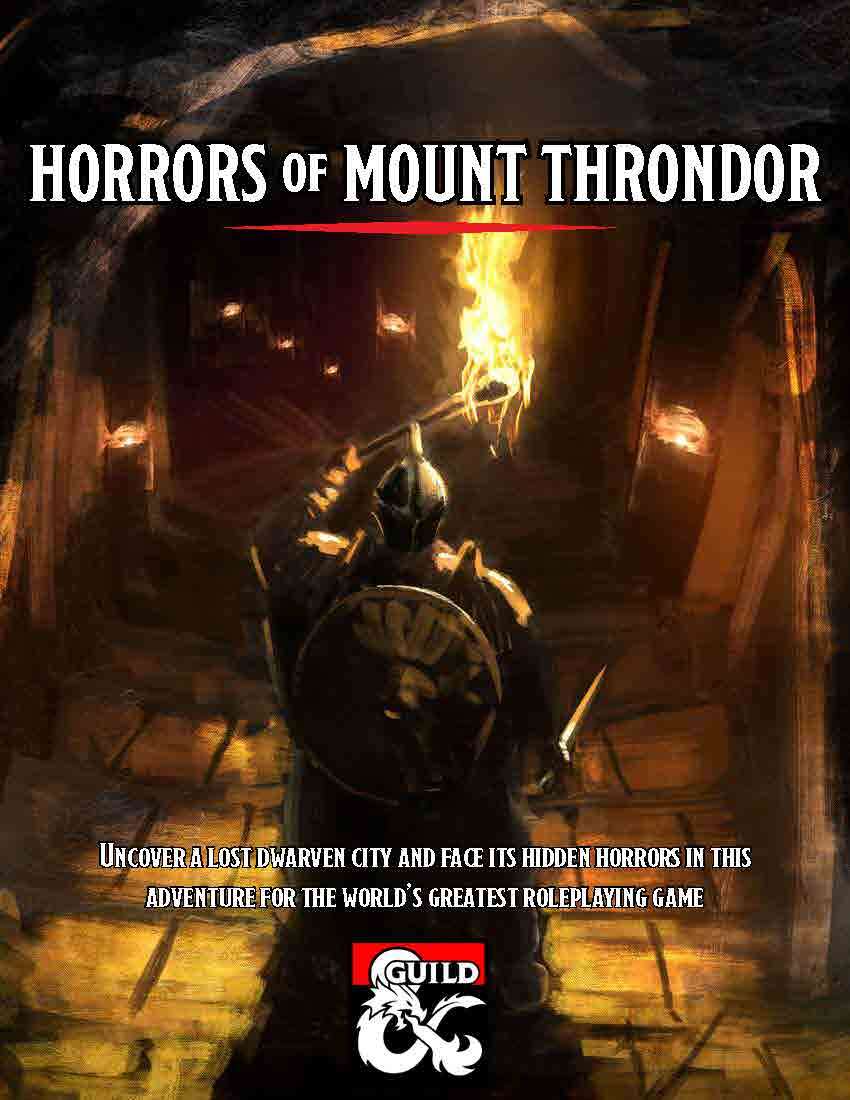 HORRORS OF MOUNT THRONDOR
UNCOVER A LOST DWARVEN CITY AND FACE ITS HIDDEN HORRORS IN THIS
ADVENTURE FOR THE WORLD'S GREATEST ROLEPLAYING GAME
GUILD